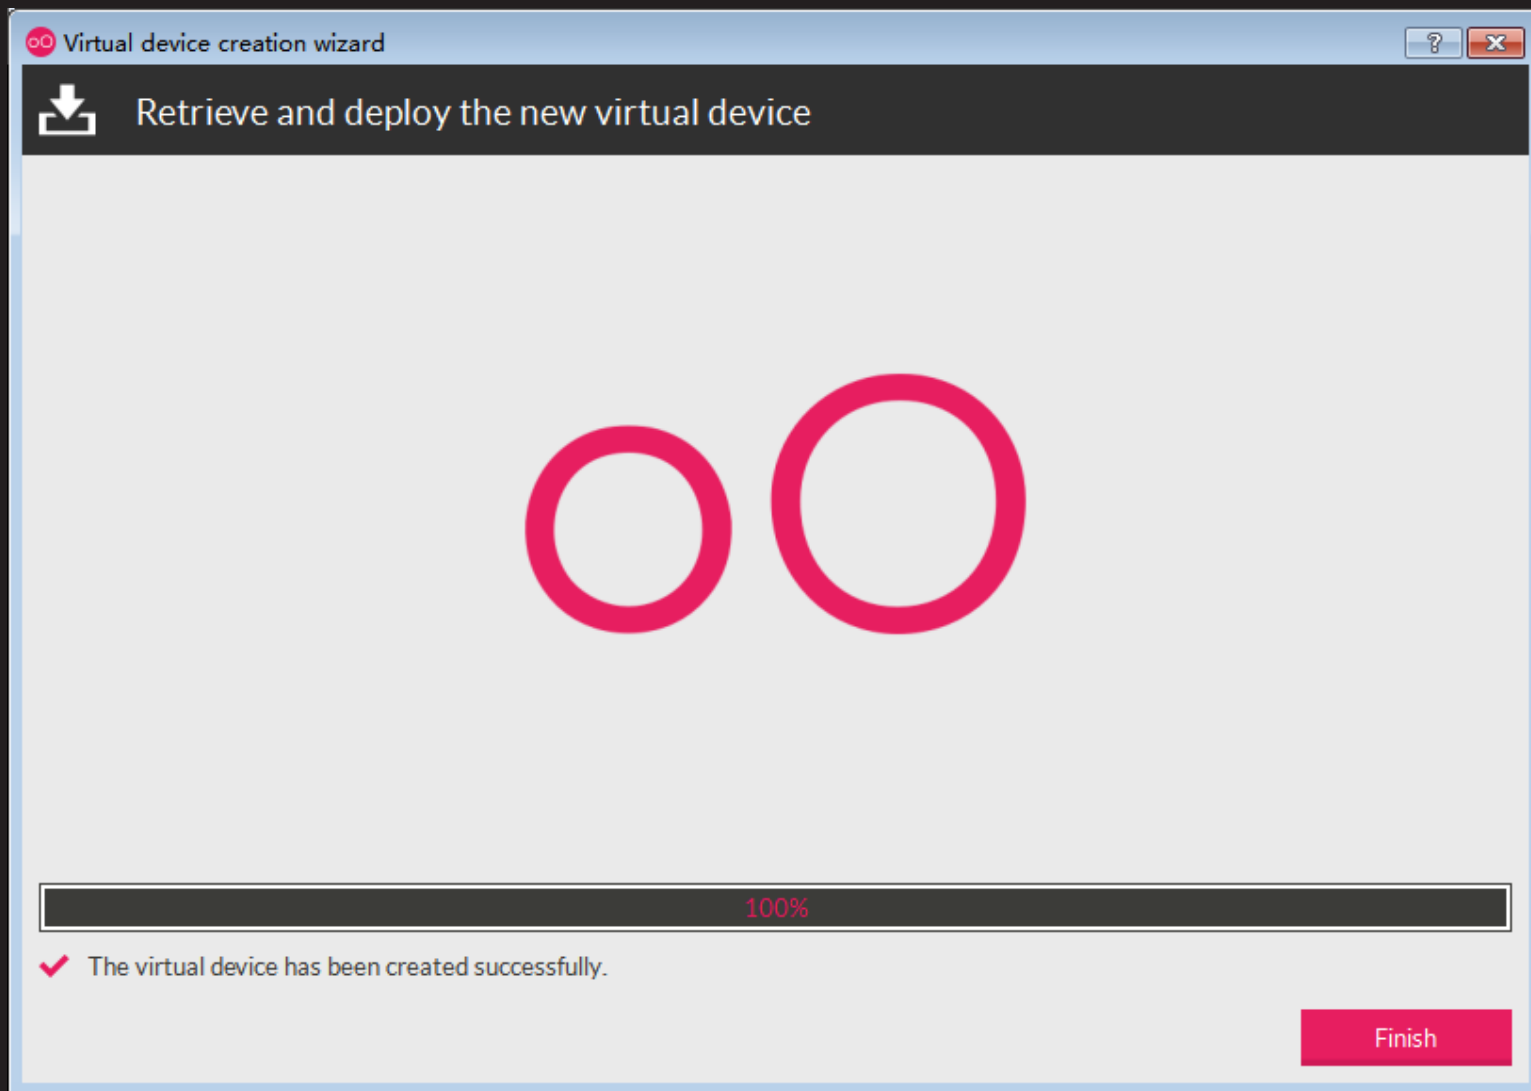 Virtual device creation wizard
Retrieve and deploy the new virtual device
100%
The virtual device has been created successfully.
Finish